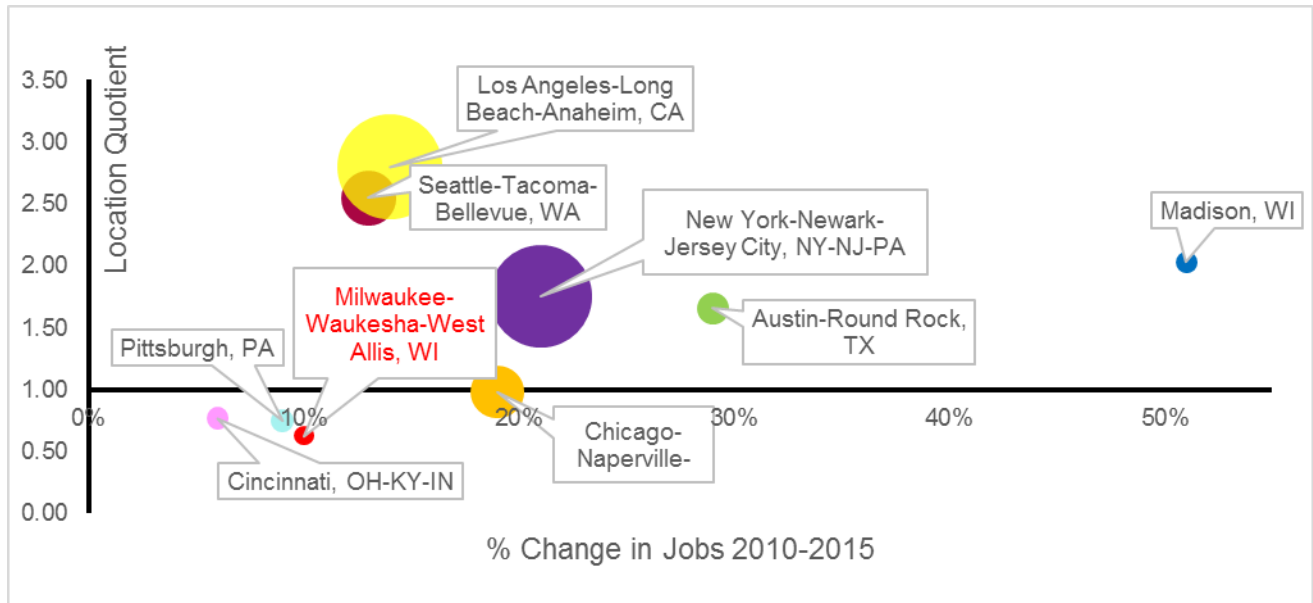 Location Quotient
3.50
3.00
2.50
2.00
1.50
1.00
0.50
0.00
Los Angeles-Long
Beach-Anaheim, CA
Seattle-Tacoma-
Bellevue, WA
New York-Newark-
Jersey City, NY-NJ-PA
Madison, WI
Milwaukee-
Waukesha-West
Allis, WI
Pittsburgh, PA
Austin-Round Rock,
TX
0% 10% 20% 30% 40% 50%
Chicago-
Naperville-
Cincinnati, OH-KY-IN
% Change in Jobs 2010-2015